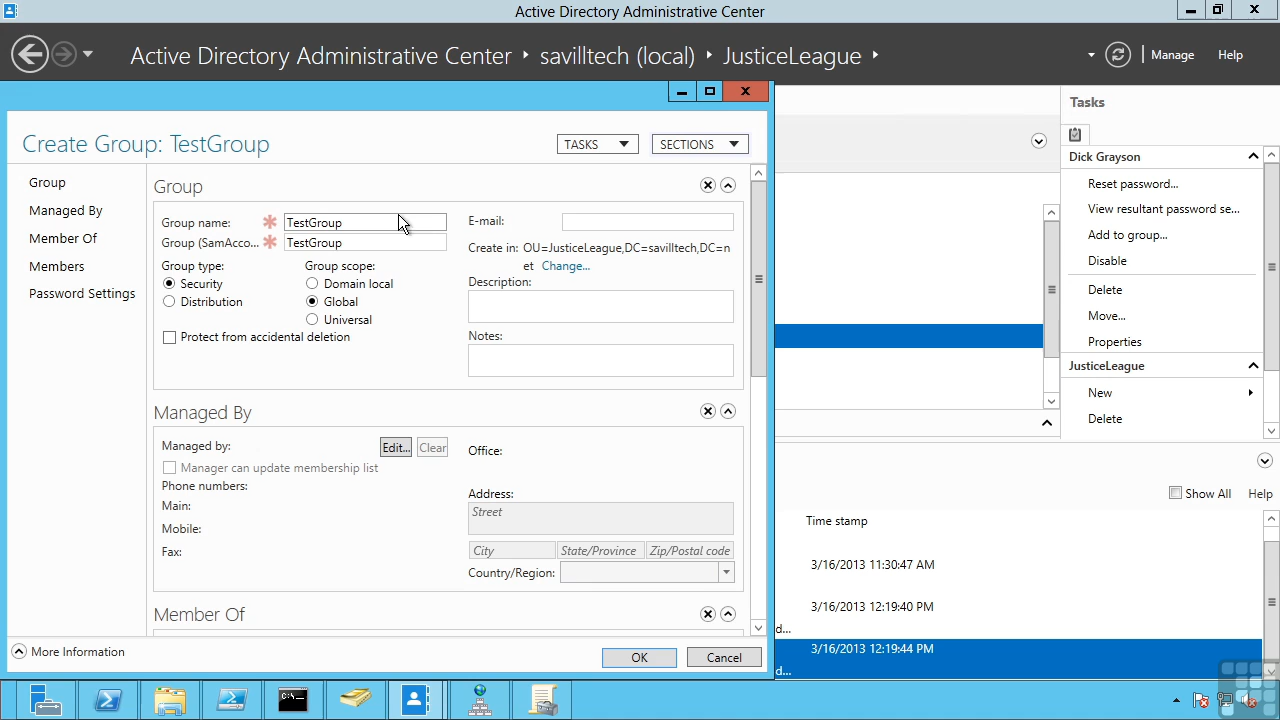 Active Directory Administrative Center
Active Directory Administrative Center
savilltech (local)
JusticeLeague
Manage
Help
Create Group: TestGroup
TASKS
SECTIONS
Group
Managed By
Member Of
Members
Password Settings
Group
Group name:
TestGroup
Group (SamAcco...
TestGroup
Group type:
Security
Distribution
Group scope:
Domain local
Global
Universal
Protect from accidental deletion
E-mail:
Create in: OU=JusticeLeague,DC=savilltech,DC=n
et Change...
Description:
Notes:
Managed By
Managed by:
Edit...
Clear
Manager can update membership list
Phone numbers:
Main:
Mobile:
Fax:
Office:
Address:
Street
City
State/Province
Zip/Postal code
Country/Region:
Member Of
More Information
OK
Cancel
Tasks
Dick Grayson
Reset password...
View resultant password se...
Add to group...
Disable
Delete
Move...
Properties
JusticeLeague
New
Delete
Show All
Help
Time stamp
3/16/2013 11:30:47 AM
3/16/2013 12:19:40 PM
d...
3/16/2013 12:19:44 PM
d...